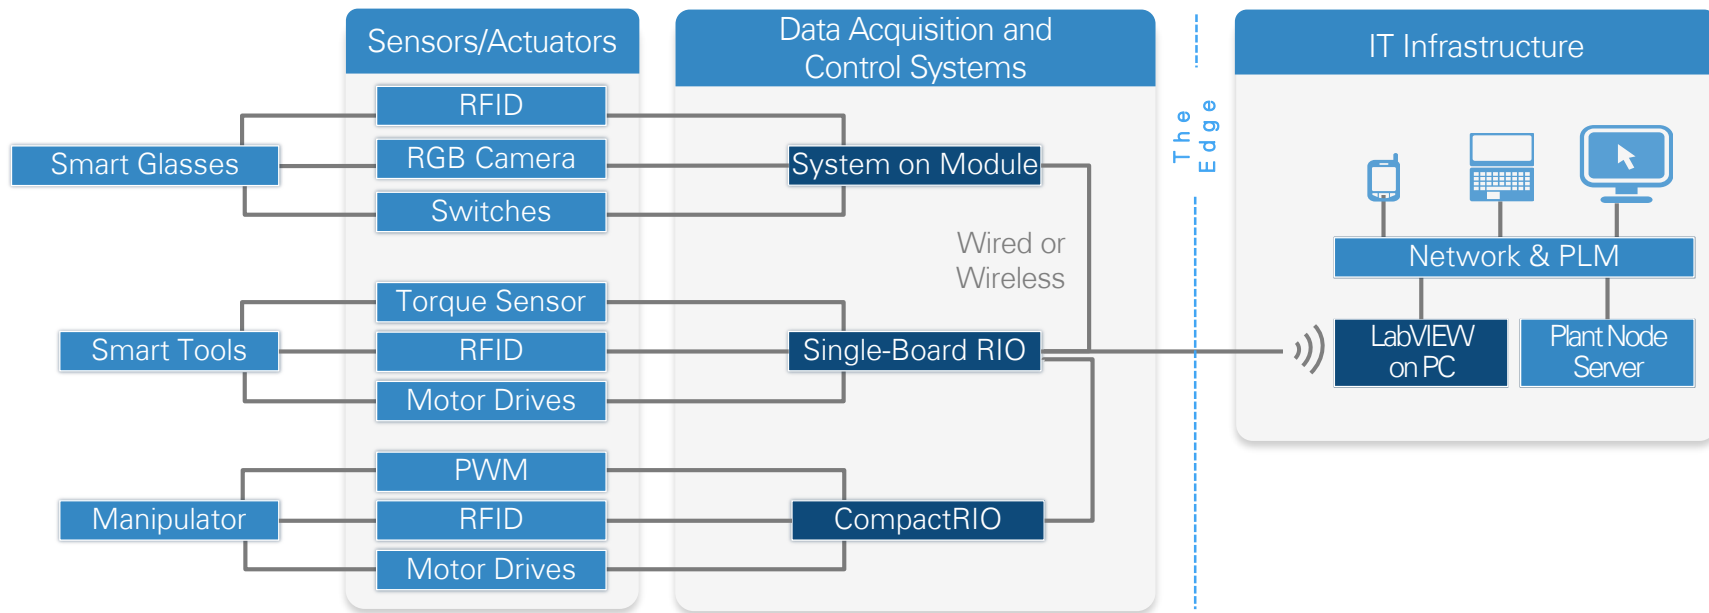 Sensors/Actuators
Data Acquisition and
Control Systems
The
Edge
IT Infrastructure
Smart Glasses
RFID
RGB Camera
Switches
System on Module
Wired or
Wireless
Smart Tools
Torque Sensor
RFID
Motor Drives
Single-Board RIO
Manipulator
PWM
RFID
Motor Drives
CompactRIO
Network & PLM
LabVIEW
on PC
Plant Node
Server